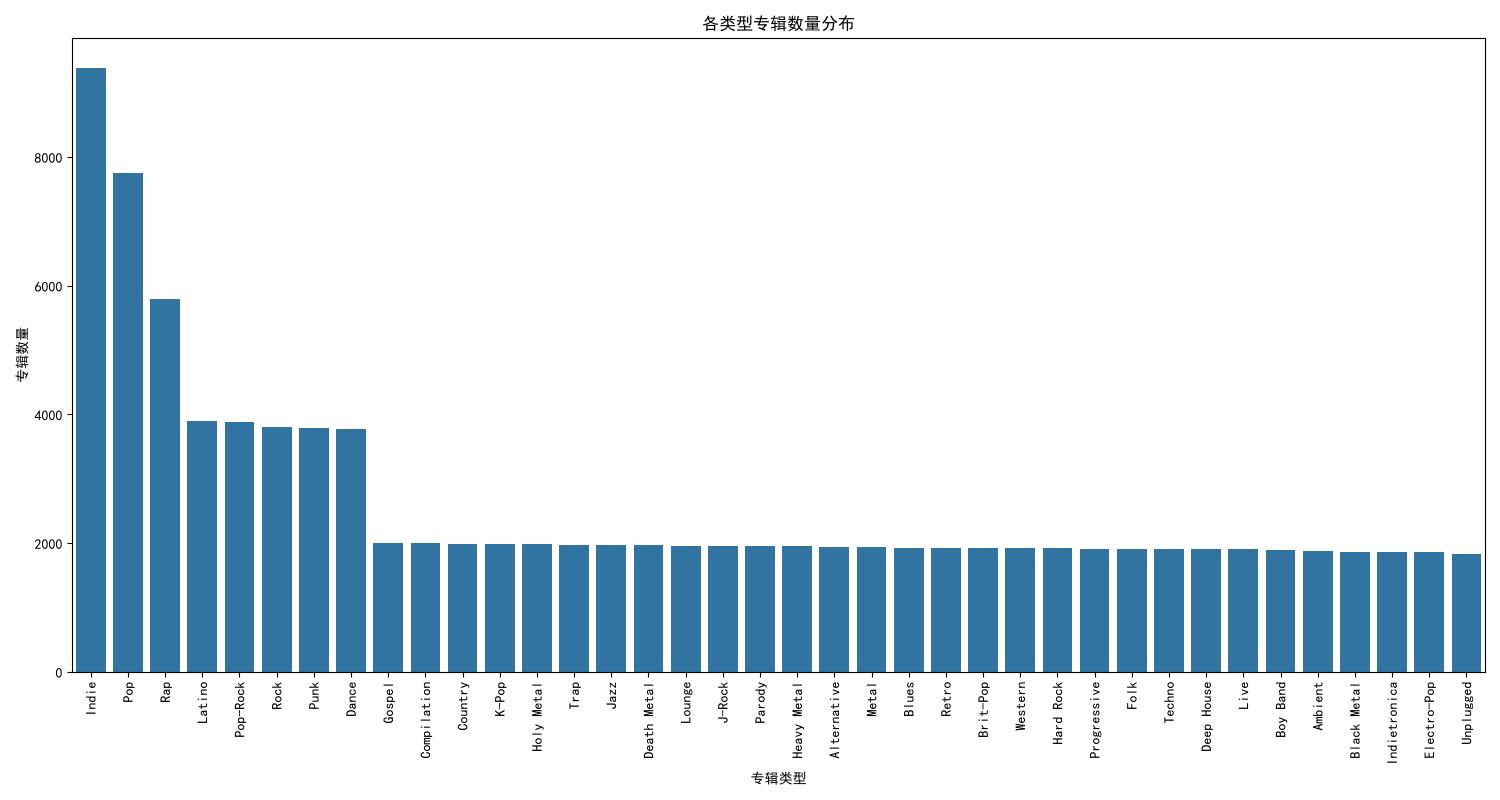 各类型专辑数量分布
专辑数量
8000
6000
4000
2000
0
Indie
Pop
Rap
Latino
Pop-Rock
Rock
Punk
Dance
Gospel
Compilation
Country
K-Pop
Holy Metal
Trap
Jazz
Death Metal
Lounge
J-Rock
Parody
Heavy Metal
Alternative
Metal
Blues
Retro
Brit-Pop
Western
Hard Rock
Progressive
Folk
Techno
Deep House
Live
Boy Band
Ambient
Black Metal
Indietronica
Electro-Pop
Unplugged
专辑类型